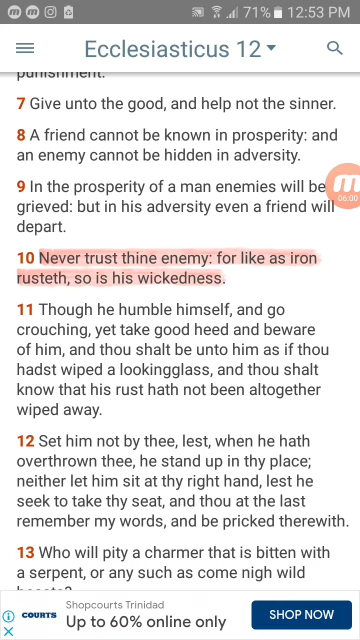 71% 12:53 PM
Ecclesiasticus 12
punishment.
7 Give unto the good, and help not the sinner.
8 A friend cannot be known in prosperity: and
an enemy cannot be hidden in adversity.
9 In the prosperity of a man enemies will be
grieved: but in his adversity even a friend will
depart.
06:00
10 Never trust thine enemy: for like as iron
rusteth, so is his wickedness.
11 Though he humble himself, and go
crouching, yet take good heed and beware
of him, and thou shalt be unto him as if thou
hadst wiped a lookingglass, and thou shalt
know that his rust hath not been altogether
wiped away.
12 Set him not by thee, lest, when he hath
overthrown thee, he stand up in thy place;
neither let him sit at thy right hand, lest he
seek to take thy seat, and thou at the last
remember my words, and be pricked therewith.
13 Who will pity a charmer that is bitten with
a serpent, or any such as come nigh wild
COURTS
Shopcourts Trinidad
Up to 60% online only
SHOP NOW